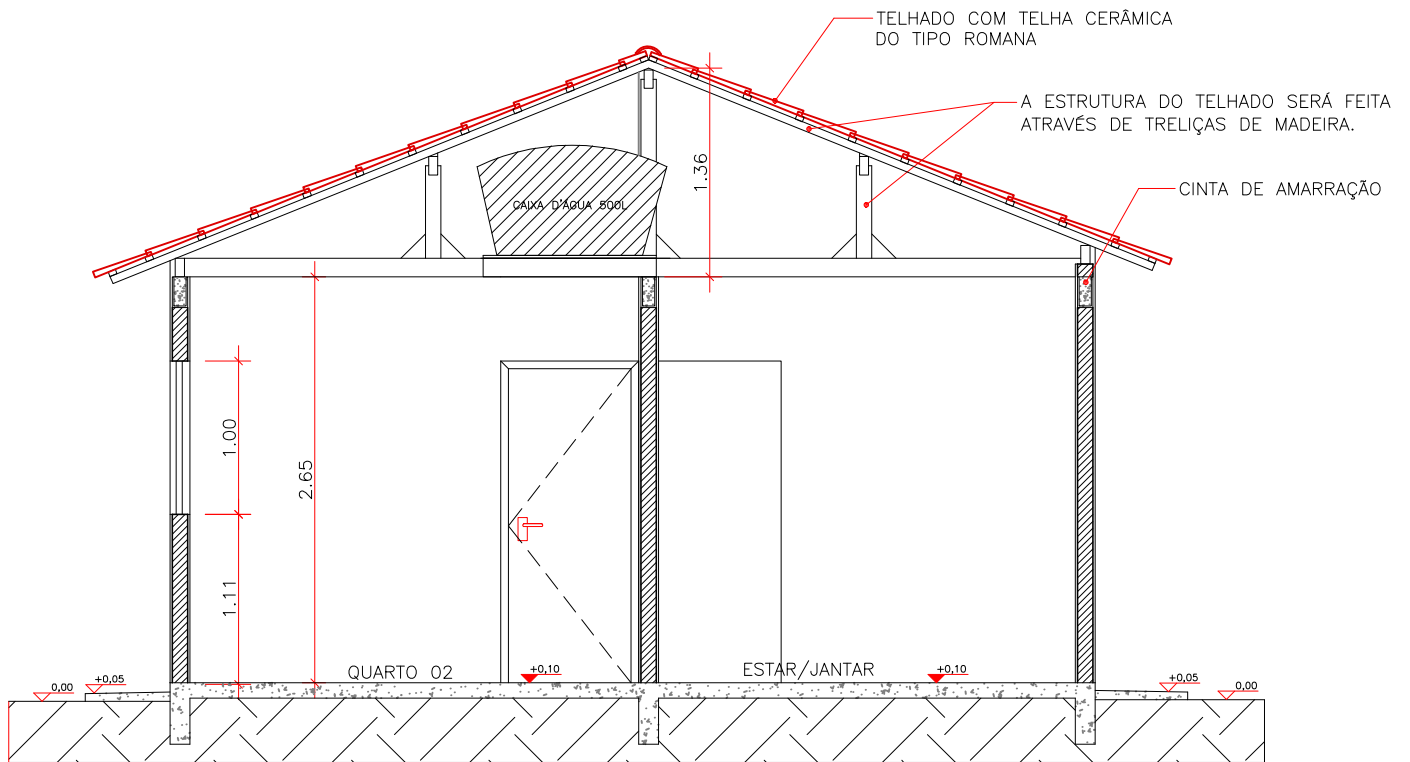 TELHADO COM TELHA CERÂMICA
DO TIPO ROMANA
A ESTRUTURA DO TELHADO SERÁ FEITA
ATRAVÉS DE TRELIÇAS DE MADEIRA.
1.36
CINTA DE AMARRAÇÃO
CAIXA D'ÁGUA 500L
1.00
2.65
1.11
QUARTO 02
+0,10
ESTAR/JANTAR
+0,10
0,00
+0,05
+0,05
0,00